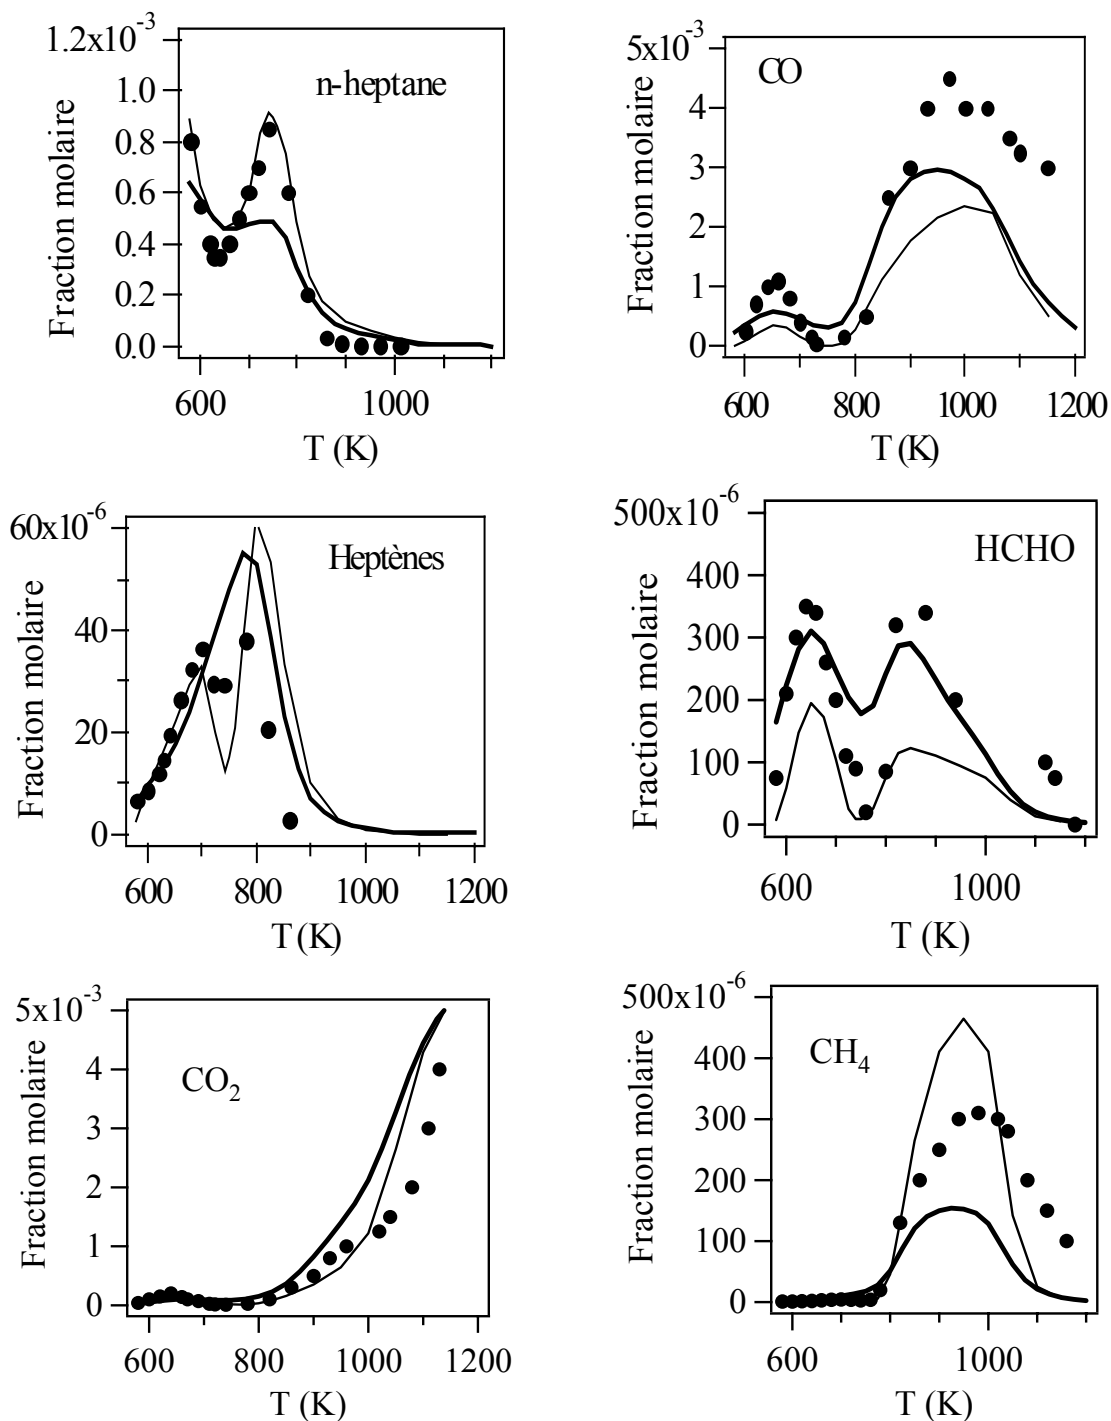 1.2x10-3
1.0
0.8
0.6
0.4
0.2
0.0
Fraction molaire
n-heptane
600 1000
T (K)
5x10-3
4
3
2
1
0
Fraction molaire
CO
600 800 1000 1200
T (K)
60x10-6
40
20
0
Fraction molaire
Heptènes
600 800 1000 1200
T (K)
500x10-6
400
300
200
100
0
Fraction molaire
HCHO
600 1000
T (K)
5x10-3
4
3
2
1
0
Fraction molaire
CO2
600 800 1000 1200
T (K)
500x10-6
400
300
200
100
0
Fraction molaire
CH4
600 1000
T (K)